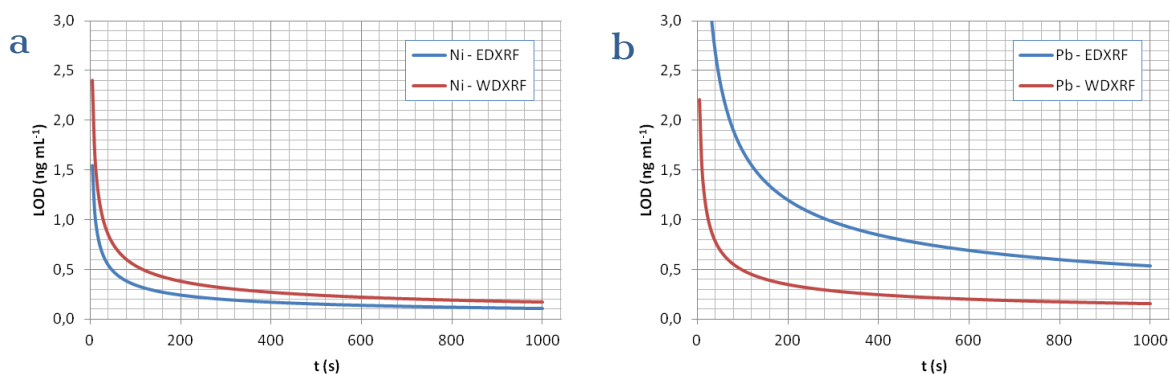 a
3,0
2,5
2,0
1,5
1,0
0,5
0,0
LOD (ng mL⁻¹)
Ni - EDXRF
Ni - WDXRF
0 200 400 600 800 1000
t (s)
b
3,0
2,5
2,0
1,5
1,0
0,5
0,0
LOD (ng mL⁻¹)
Pb - EDXRF
Pb - WDXRF
0 200 400 600 800 1000
t (s)